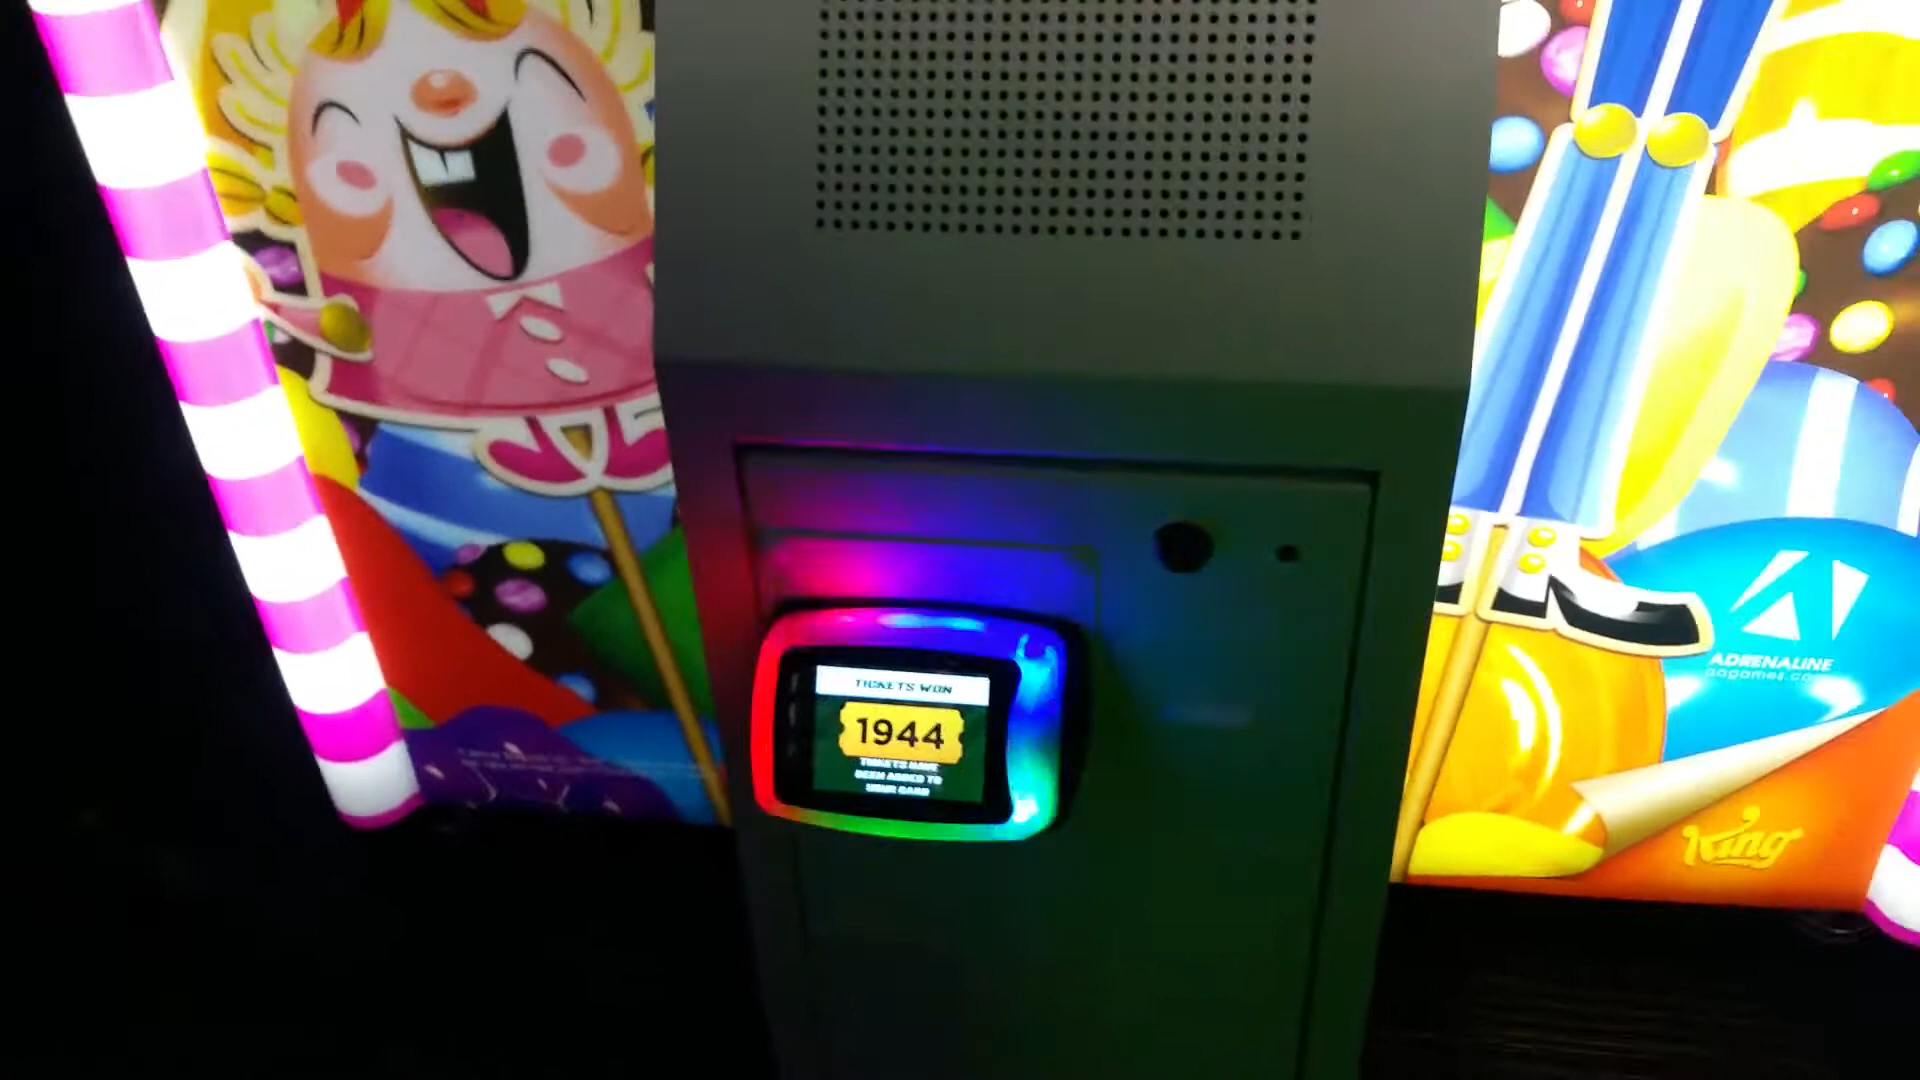 TICKETS WON
1944
TICKETS HAVE
BEEN ADDED TO
YOUR CARD
ADRENALINE
King